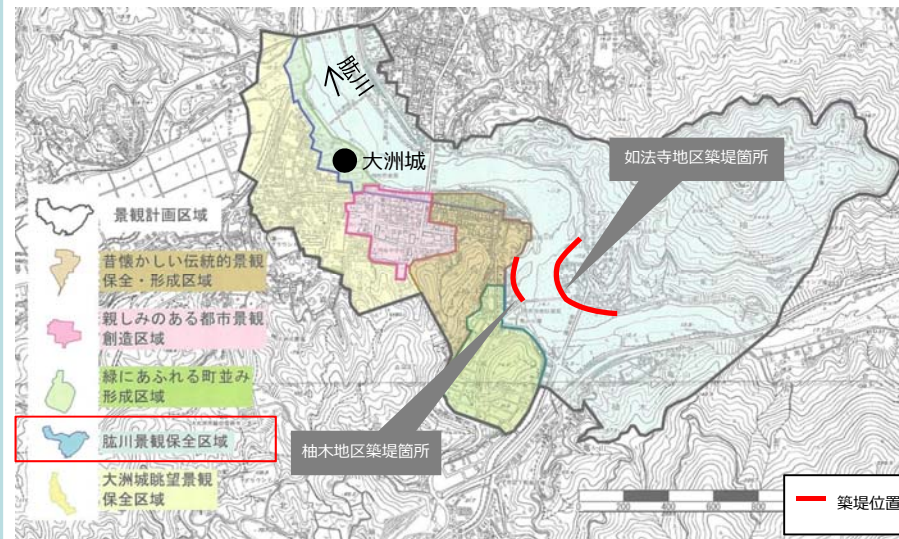 肱川
大洲城
如法寺地区築堤箇所
景観計画区域
昔懐かしい伝統的景観
保全・形成区域
親しみのある都市景観
創造区域
緑にあふれる町並み
形成区域
肱川景観保全区域
大洲城眺望景観
保全区域
柚木地区築堤箇所
200
400
600
800
築堤位置